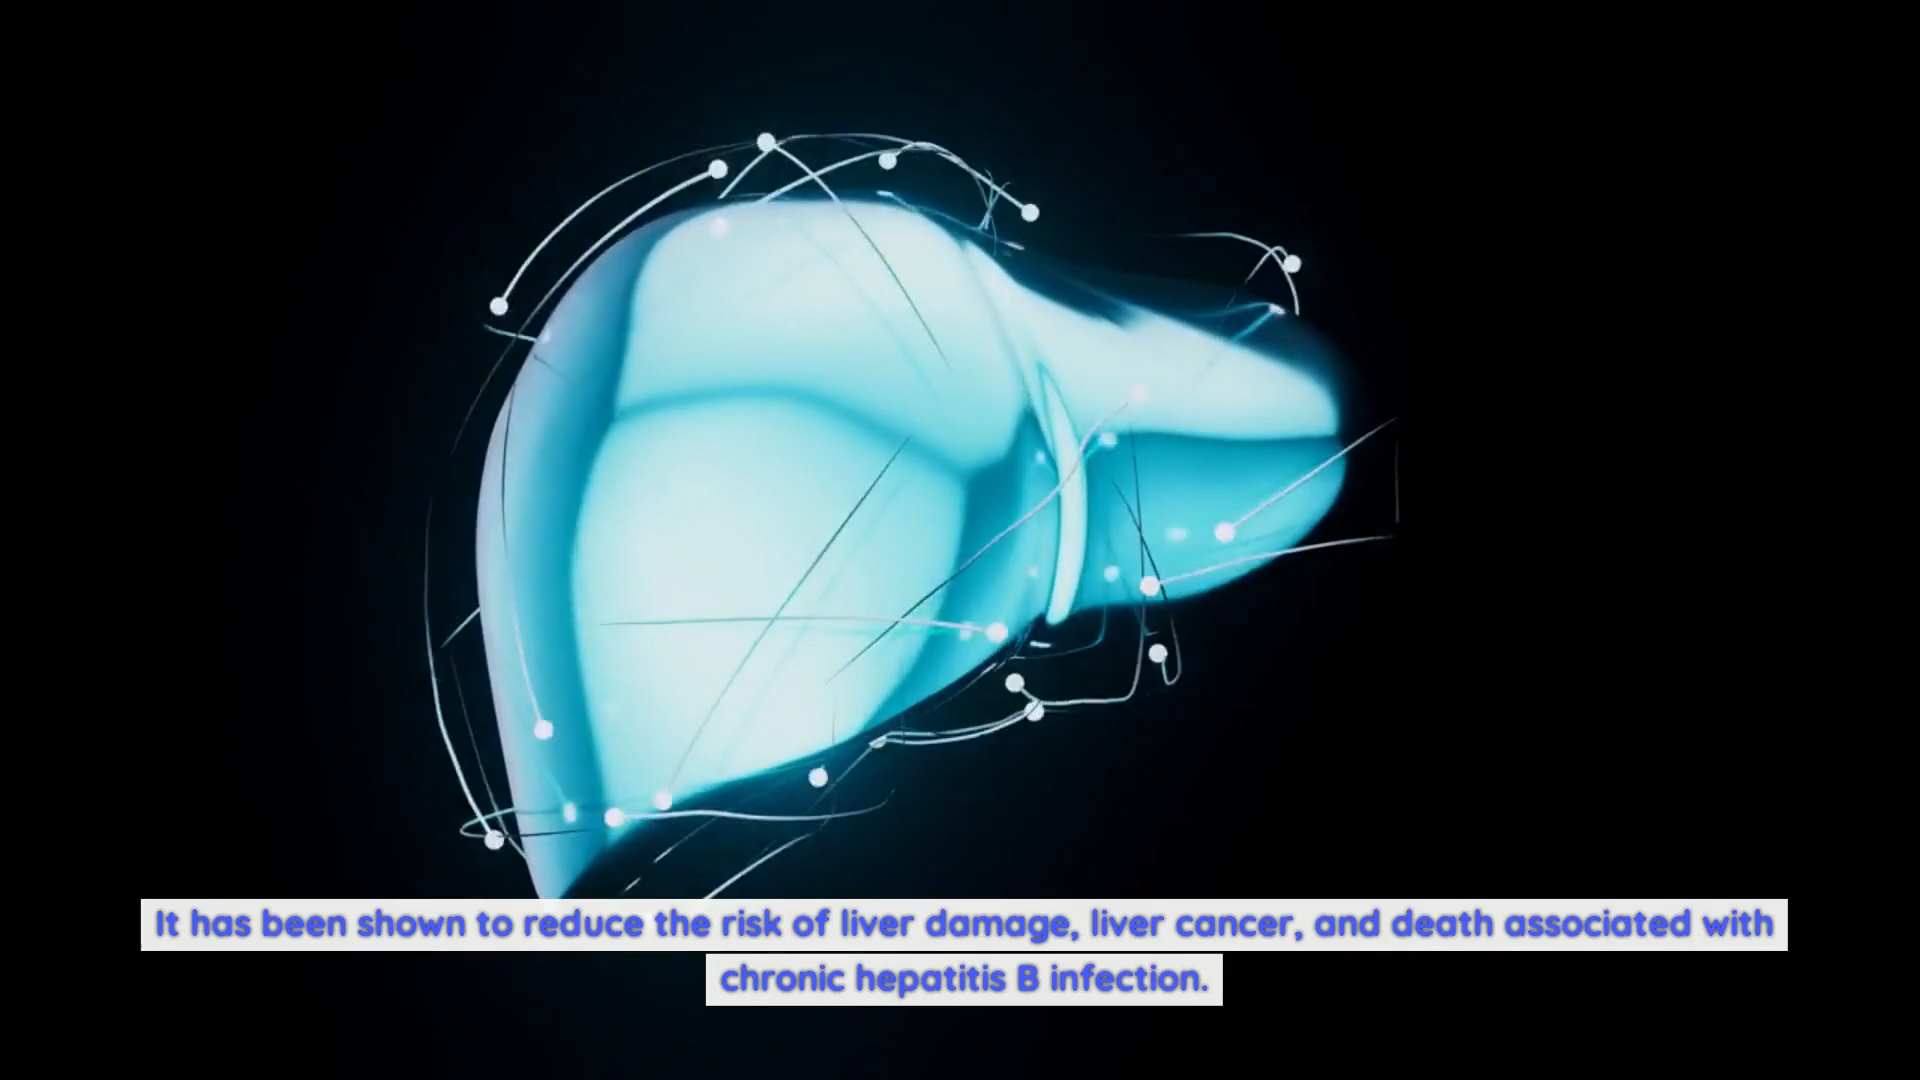 It has been shown to reduce the risk of liver damage, liver cancer, and death associated with
chronic hepatitis B infection.